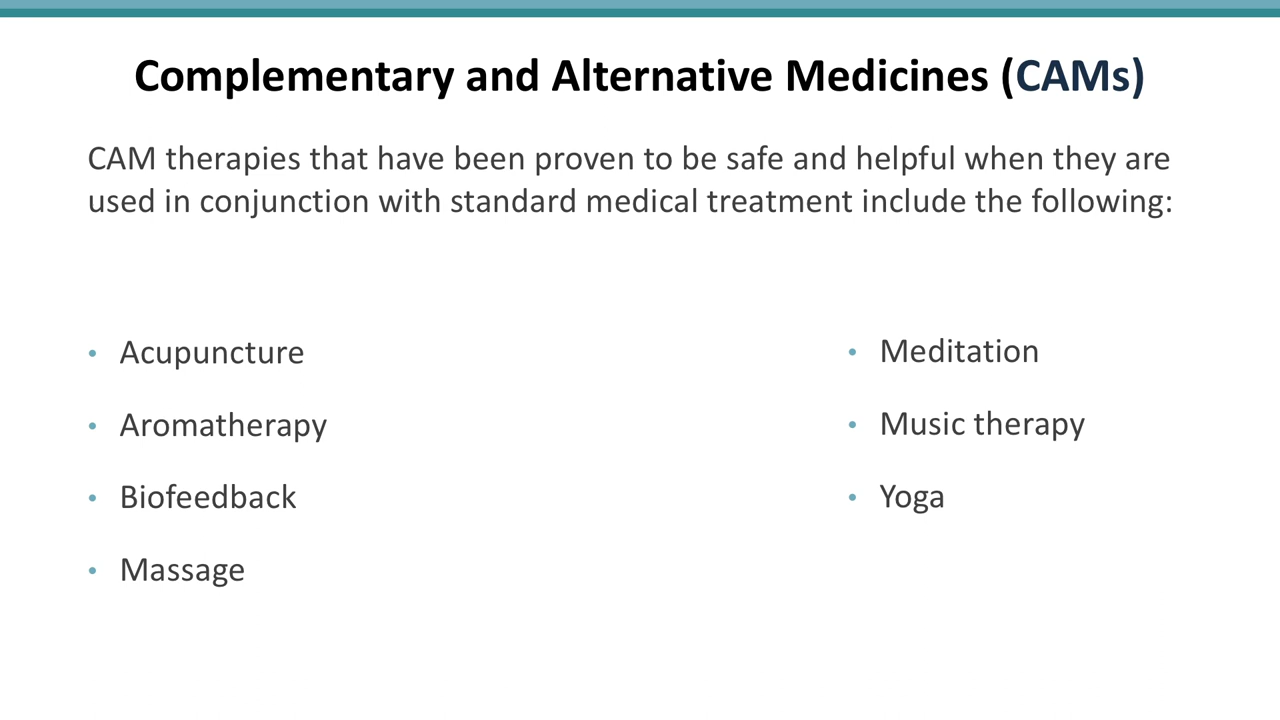 Complementary and Alternative Medicines (CAMs)
CAM therapies that have been proven to be safe and helpful when they are
used in conjunction with standard medical treatment include the following:
• Acupuncture
• Aromatherapy
• Biofeedback
• Massage
• Meditation
• Music therapy
• Yoga